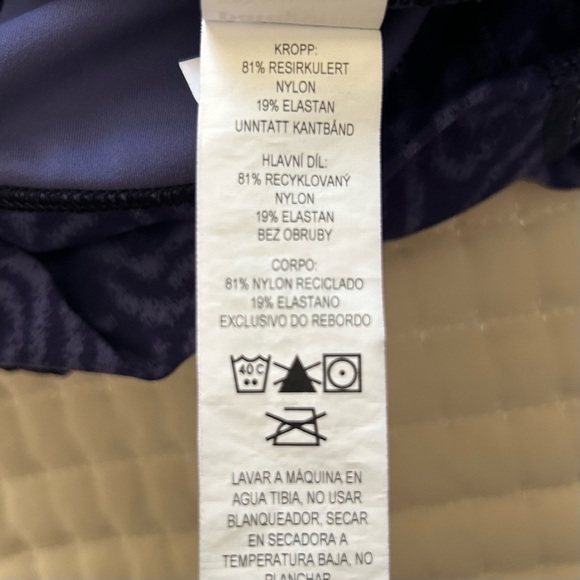 KROPP:
81% RESIRKULERT
NYLON
19% ELASTAN
UNNTATT KANTBÅND
HLAVNÍ DÍL:
81% RECYKLOVANÝ
NYLON
19% ELASTAN
BEZ OBRUBY
CORPO:
81% NYLON RECICLADO
19% ELASTANO
EXCLUSIVO DO REBORDO
40 C
LAVAR A MÁQUINA EN
AGUA TIBIA, NO USAR
BLANQUEADOR, SECAR
EN SECADORA A
TEMPERATURA BAJA, NO
PLANCHAR